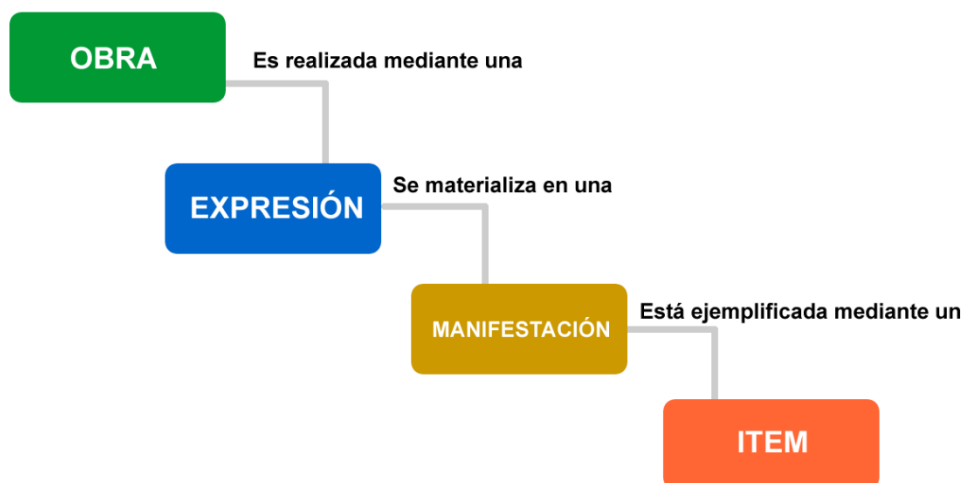 OBRA
Es realizada mediante una
EXPRESIÓN
Se materializa en una
MANIFESTACIÓN
Está ejemplificada mediante un
ITEM